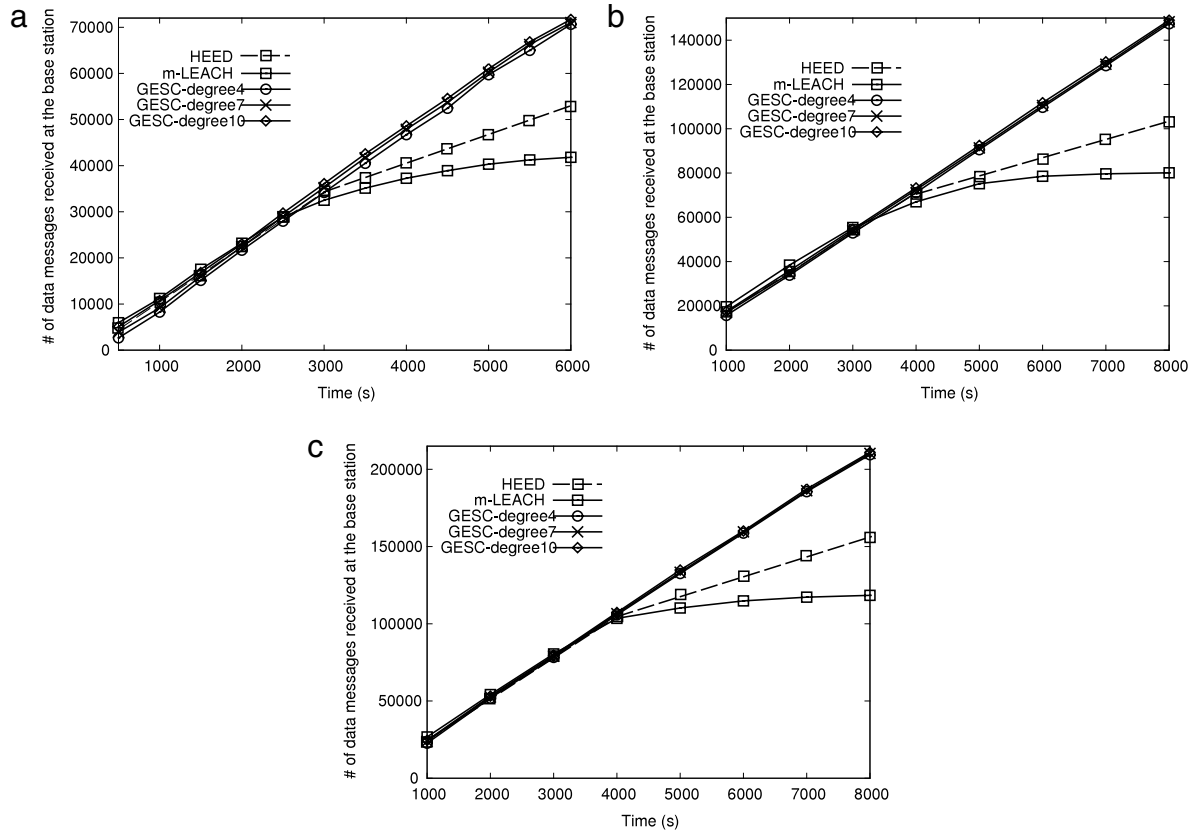 a
# of data messages received at the base station
70000
60000
50000
40000
30000
20000
10000
0
HEED
m-LEACH
GESC-degree4
GESC-degree7
GESC-degree10
1000 2000 3000 4000 5000 6000
Time (s)
b
# of data messages received at the base station
140000
120000
100000
80000
60000
40000
20000
0
HEED
m-LEACH
GESC-degree4
GESC-degree7
GESC-degree10
1000 2000 3000 4000 5000 6000 7000 8000
Time (s)
c
# of data messages received at the base station
200000
150000
100000
50000
0
HEED
m-LEACH
GESC-degree4
GESC-degree7
GESC-degree10
1000 2000 3000 4000 5000 6000 7000 8000
Time (s)